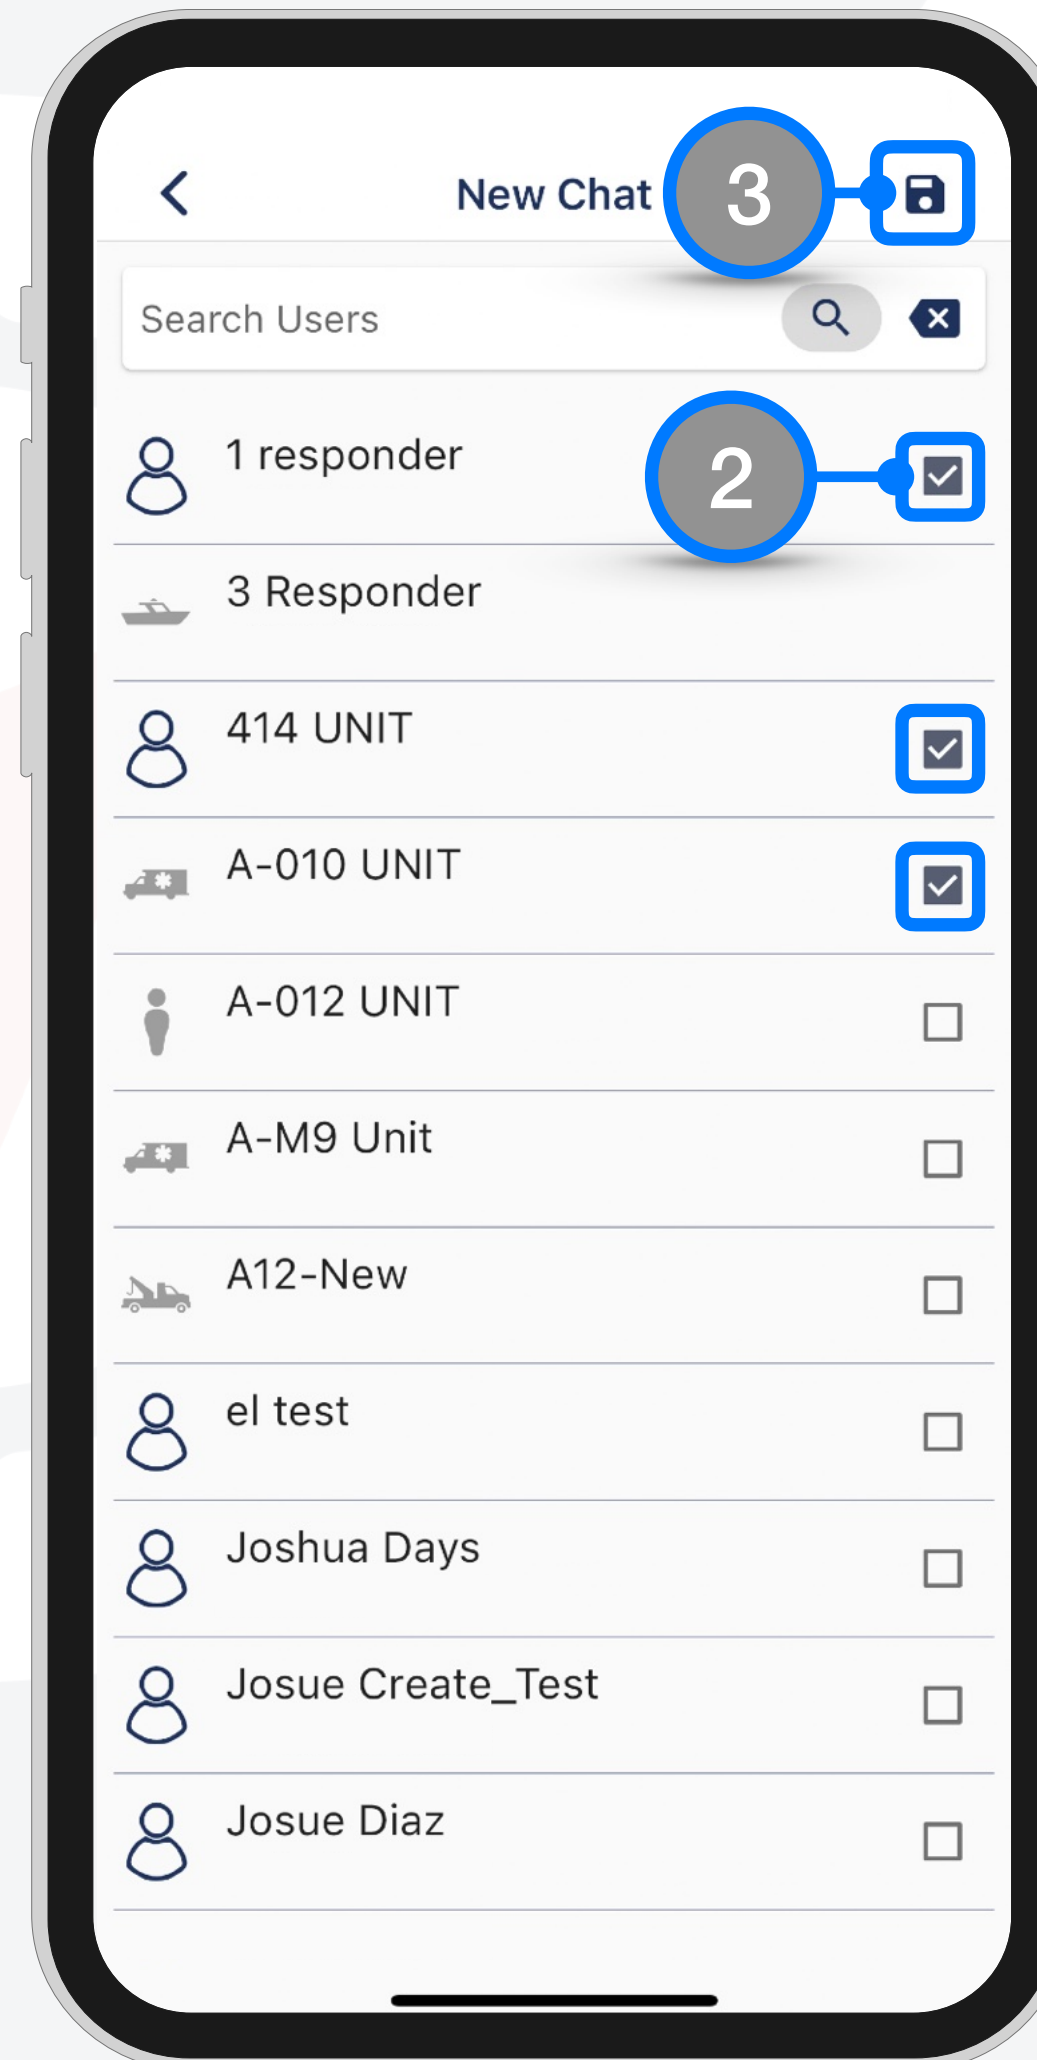 New Chat
3
Search Users
1 responder
2
3 Responder
414 UNIT
A-010 UNIT
A-012 UNIT
A-M9 Unit
A12-New
el test
Joshua Days
Josue Create_Test
Josue Diaz